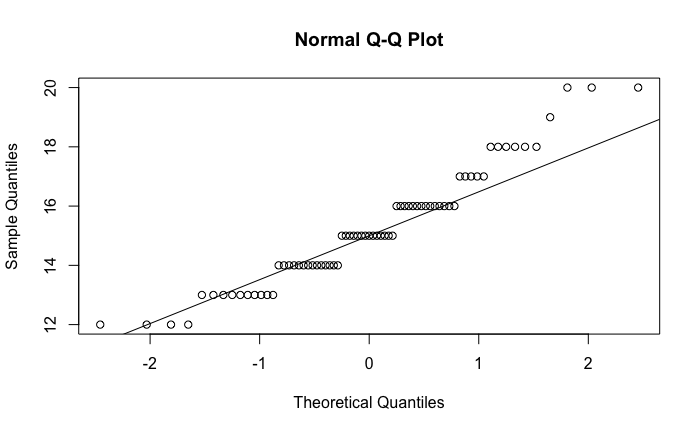 Normal Q-Q Plot
Sample Quantiles
20
18
16
14
12
-2 -1 0 1 2
Theoretical Quantiles